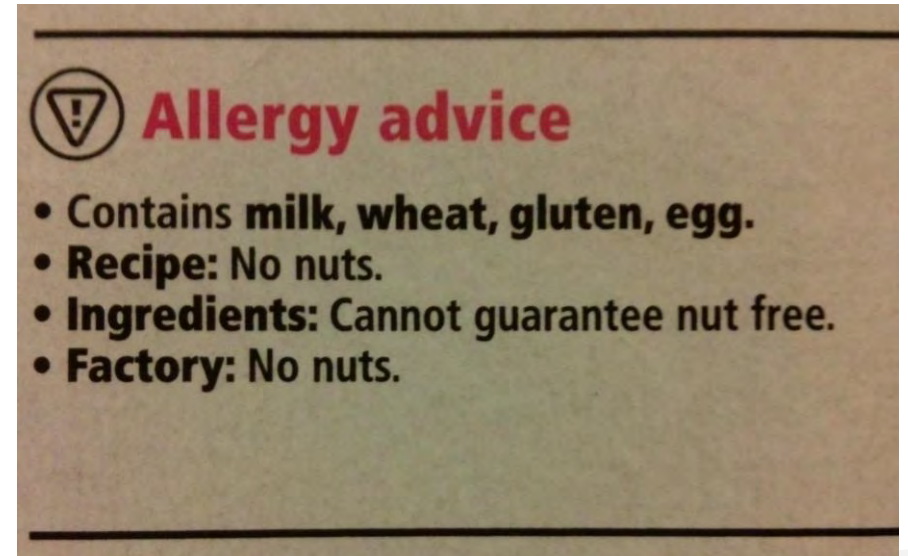 Allergy advice
• Contains milk, wheat, gluten, egg.
• Recipe: No nuts.
• Ingredients: Cannot guarantee nut free.
• Factory: No nuts.